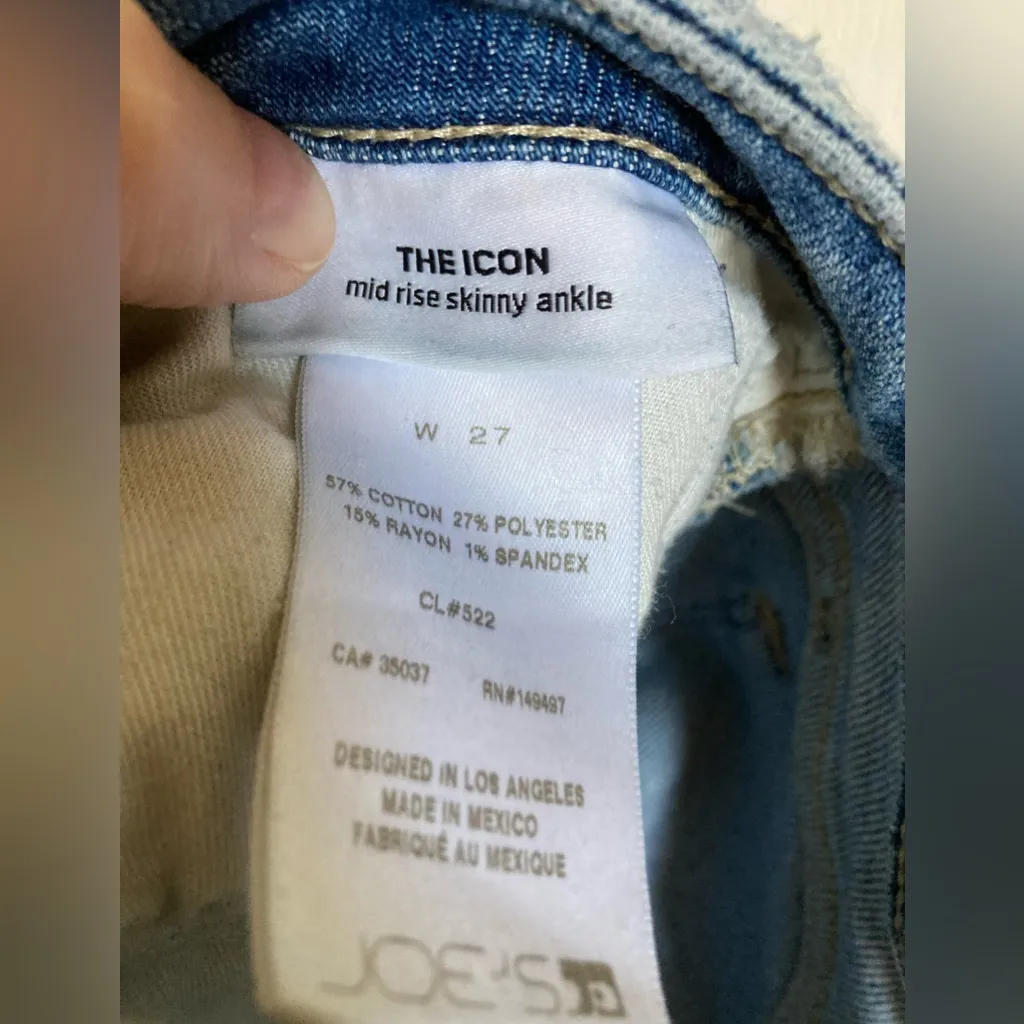 THE ICON
mid rise skinny ankle
W 27
57% COTTON 27% POLYESTER
15% RAYON 1% SPANDEX
CL#522
CA# 35037
RN#149497
DESIGNED IN LOS ANGELES
MADE IN MEXICO
FABRIQUÉ AU MEXIQUE
JOE'S